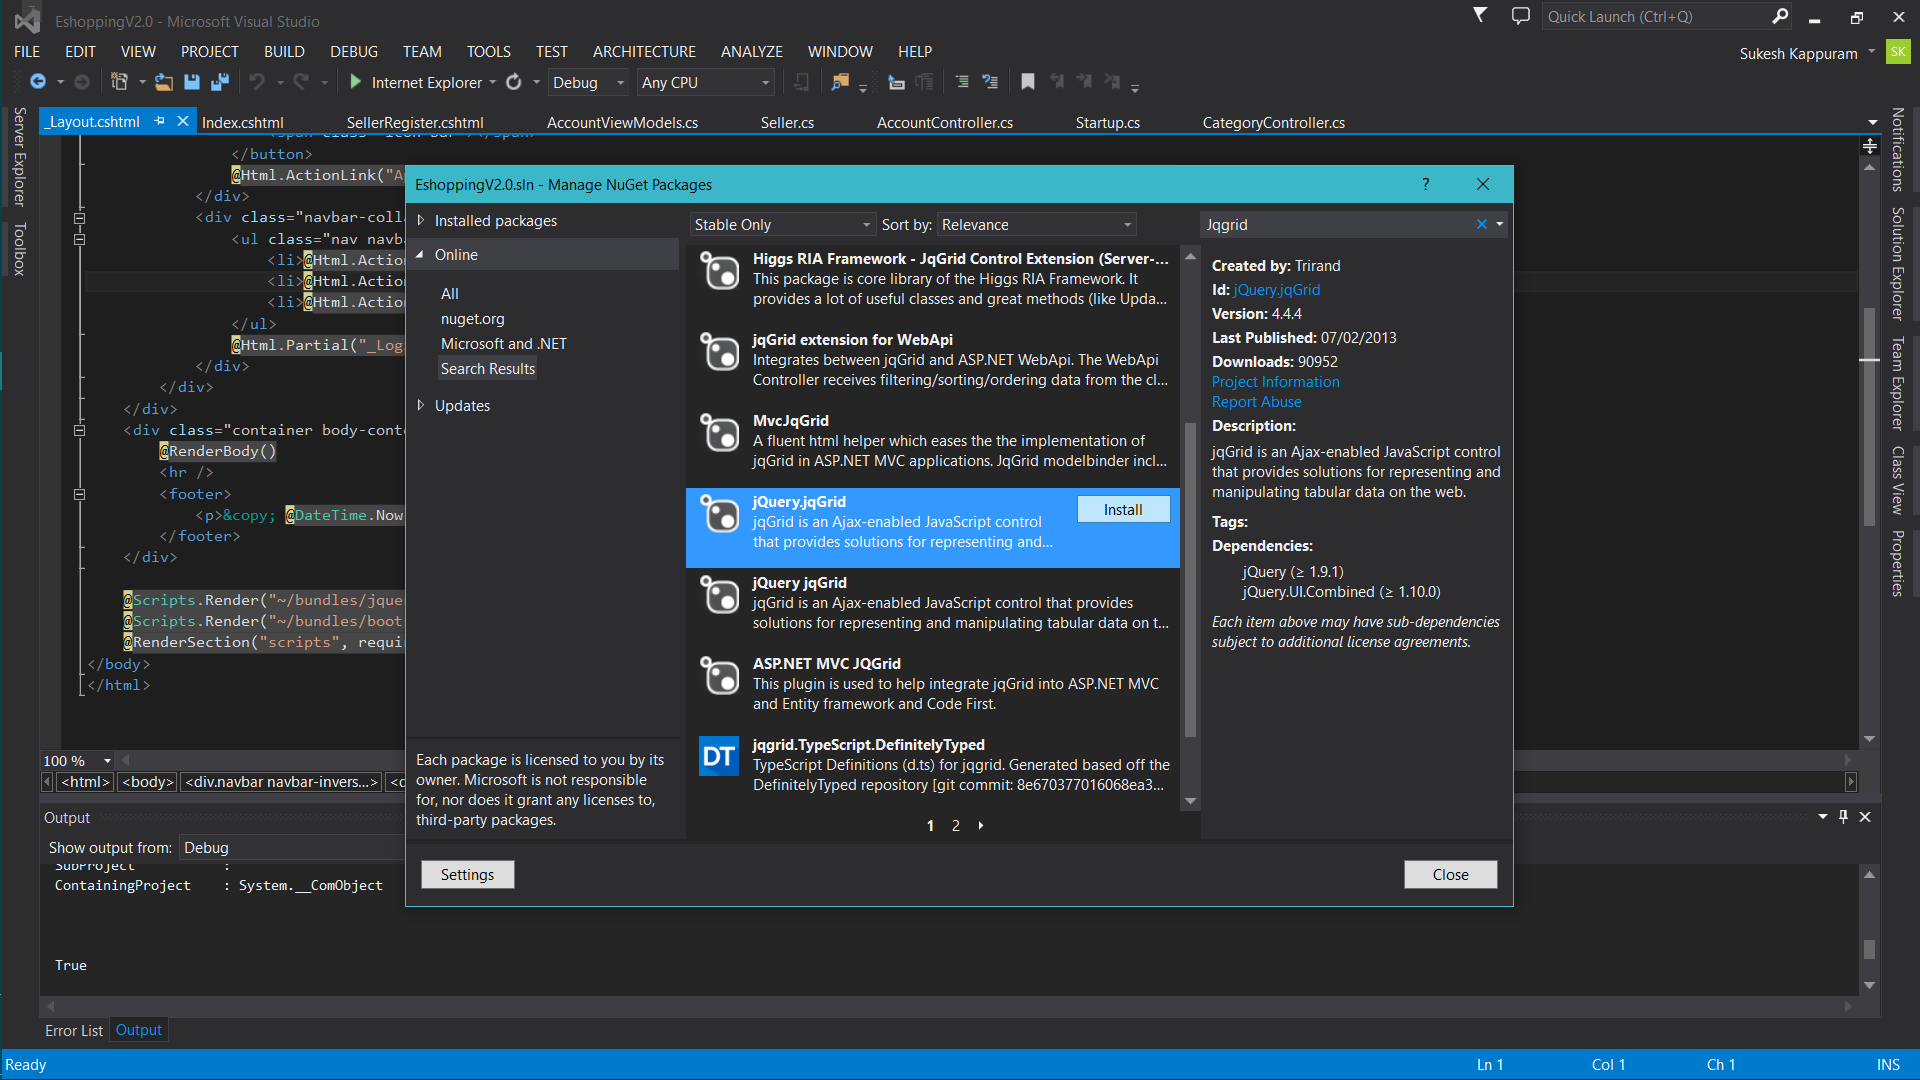 EshoppingV2.0 - Microsoft Visual Studio
Quick Launch (Ctrl+Q)
FILE EDIT VIEW PROJECT BUILD DEBUG TEAM TOOLS TEST ARCHITECTURE ANALYZE WINDOW HELP
Sukesh Kappuram SK
Internet Explorer Debug Any CPU
_Layout.cshtml Index.cshtml SellerRegister.cshtml AccountViewModels.cs Seller.cs AccountController.cs Startup.cs CategoryController.cs
Server Explorer
Toolbox
Notifications
Solution Explorer
Team Explorer
Class View
Properties
</button>
@Html.ActionLink("A
</div>
<div class="navbar-coll
<ul class="nav navba
<li>@Html.Action
<li>@Html.Action
<li>@Html.Action
</ul>
@Html.Partial("_Log
</div>
</div>
</div>
<div class="container body-cont
@RenderBody()
<hr />
<footer>
<p>&copy; @DateTime.Now
</footer>
</div>
@Scripts.Render("~/bundles/jque
@Scripts.Render("~/bundles/boot
@RenderSection("scripts", requi
</body>
</html>
100 %
<html> <body> <div.navbar navbar-invers...>
EshoppingV2.0.sln - Manage NuGet Packages
?
Installed packages
Online
All
nuget.org
Microsoft and .NET
Search Results
Updates
Each package is licensed to you by its
owner. Microsoft is not responsible
for, nor does it grant any licenses to,
third-party packages.
Settings
Stable Only Sort by: Relevance
Higgs RIA Framework - JqGrid Control Extension (Server-...
This package is core library of the Higgs RIA Framework. It
provides a lot of useful classes and great methods (like Upda...
jqGrid extension for WebApi
Integrates between jqGrid and ASP.NET WebApi. The WebApi
Controller receives filtering/sorting/ordering data from the cl...
MvcJqGrid
A fluent html helper which eases the the implementation of
jqGrid in ASP.NET MVC applications. JqGrid modelbinder incl...
jQuery.jqGrid
Install
jqGrid is an Ajax-enabled JavaScript control
that provides solutions for representing and...
jQuery jqGrid
jqGrid is an Ajax-enabled JavaScript control that provides
solutions for representing and manipulating tabular data on t...
ASP.NET MVC JQGrid
This plugin is used to help integrate jqGrid into ASP.NET MVC
and Entity framework and Code First.
DT
jqgrid.TypeScript.DefinitelyTyped
TypeScript Definitions (d.ts) for jqgrid. Generated based off the
DefinitelyTyped repository [git commit: 8e670377016068ea3...
1 2
Jqgrid
Created by: Trirand
Id: jQuery.jqGrid
Version: 4.4.4
Last Published: 07/02/2013
Downloads: 90952
Project Information
Report Abuse
Description:
jqGrid is an Ajax-enabled JavaScript control
that provides solutions for representing and
manipulating tabular data on the web.
Tags:
Dependencies:
jQuery (≥ 1.9.1)
jQuery.UI.Combined (≥ 1.10.0)
Each item above may have sub-dependencies
subject to additional license agreements.
Close
Output
Show output from: Debug
SubProject :
ContainingProject : System.__ComObject
True
Error List Output
Ready Ln 1 Col 1 Ch 1 INS